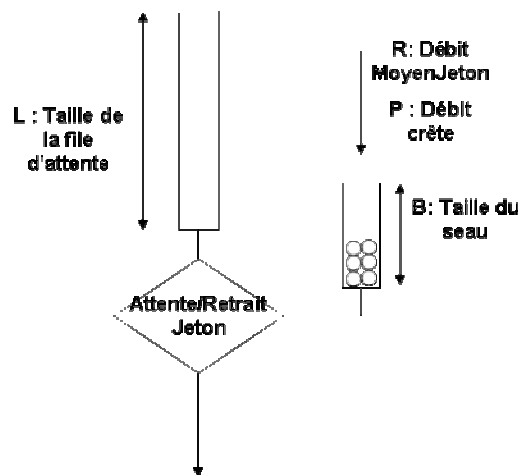 L : Taille de
la file
d'attente
R: Débit
MoyenJeton
P : Débit
crête
B: Taille du
seau
Attente/Retrait
Jeton